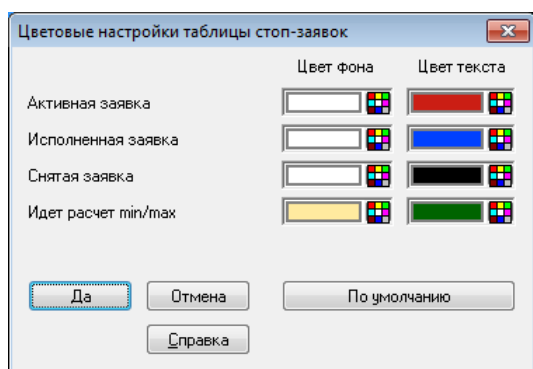 Цветовые настройки таблицы стоп-заявок
Цвет фона Цвет текста
Активная заявка
Исполненная заявка
Снятая заявка
Идет расчет min/max
Да Отмена По умолчанию
Справка